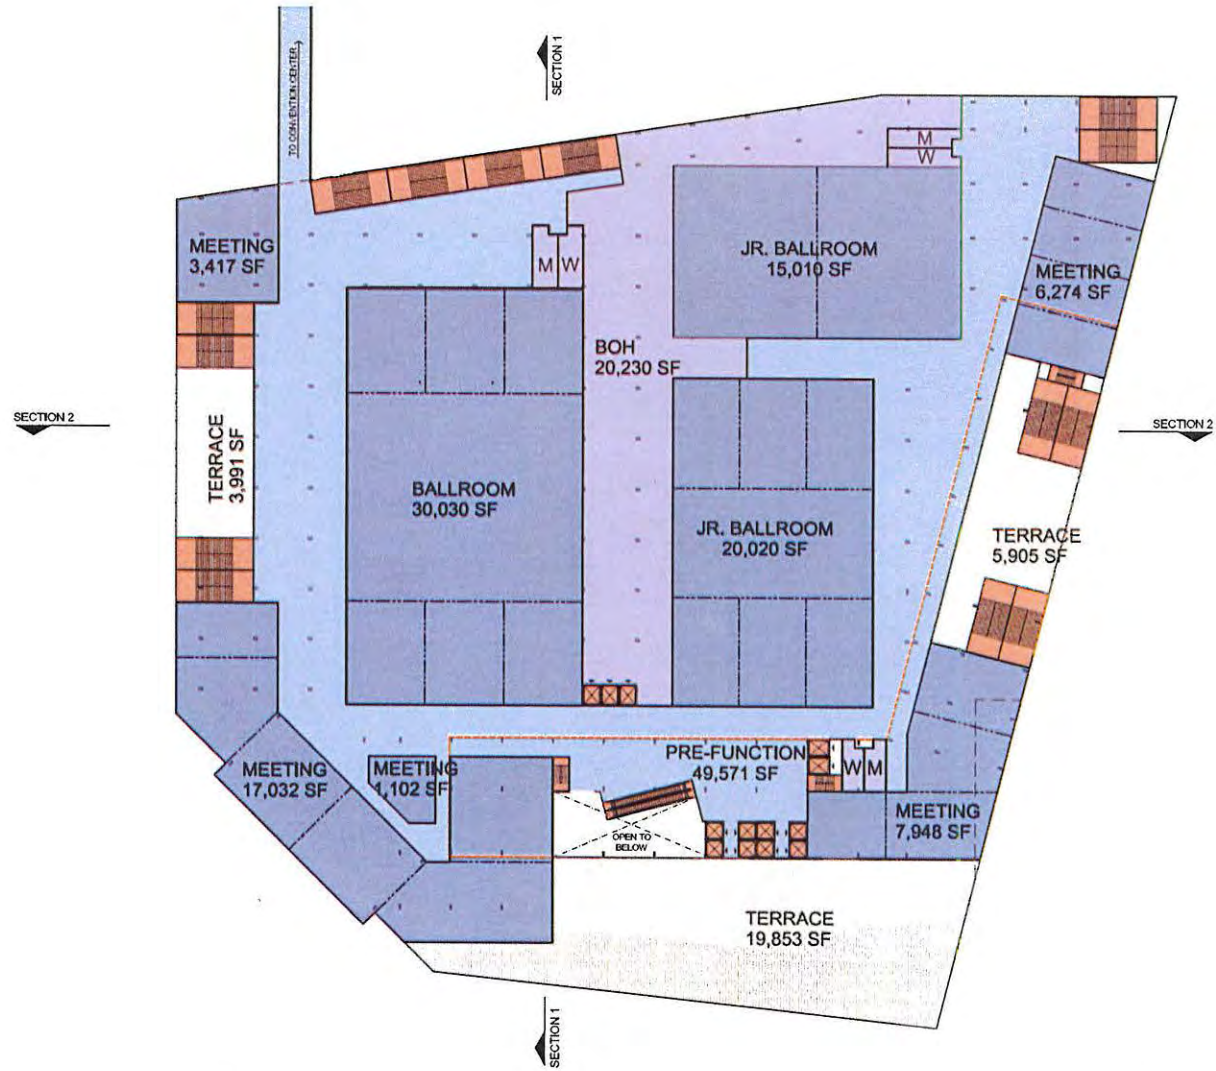 TO CONVENTION CENTER
SECTION 1
M
W
MEETING
3,417 SF
M W
JR. BALLROOM
15,010 SF
MEETING
6,274 SF
BOH
20,230 SF
SECTION 2
SECTION 2
TERRACE
3,991 SF
BALLROOM
30,030 SF
JR. BALLROOM
20,020 SF
TERRACE
5,905 SF
MEETING
17,032 SF
MEETING
1,102 SF
PRE-FUNCTION
49,571 SF
W M
OPEN TO
BELOW
MEETING
7,948 SF
TERRACE
19,853 SF
SECTION 1